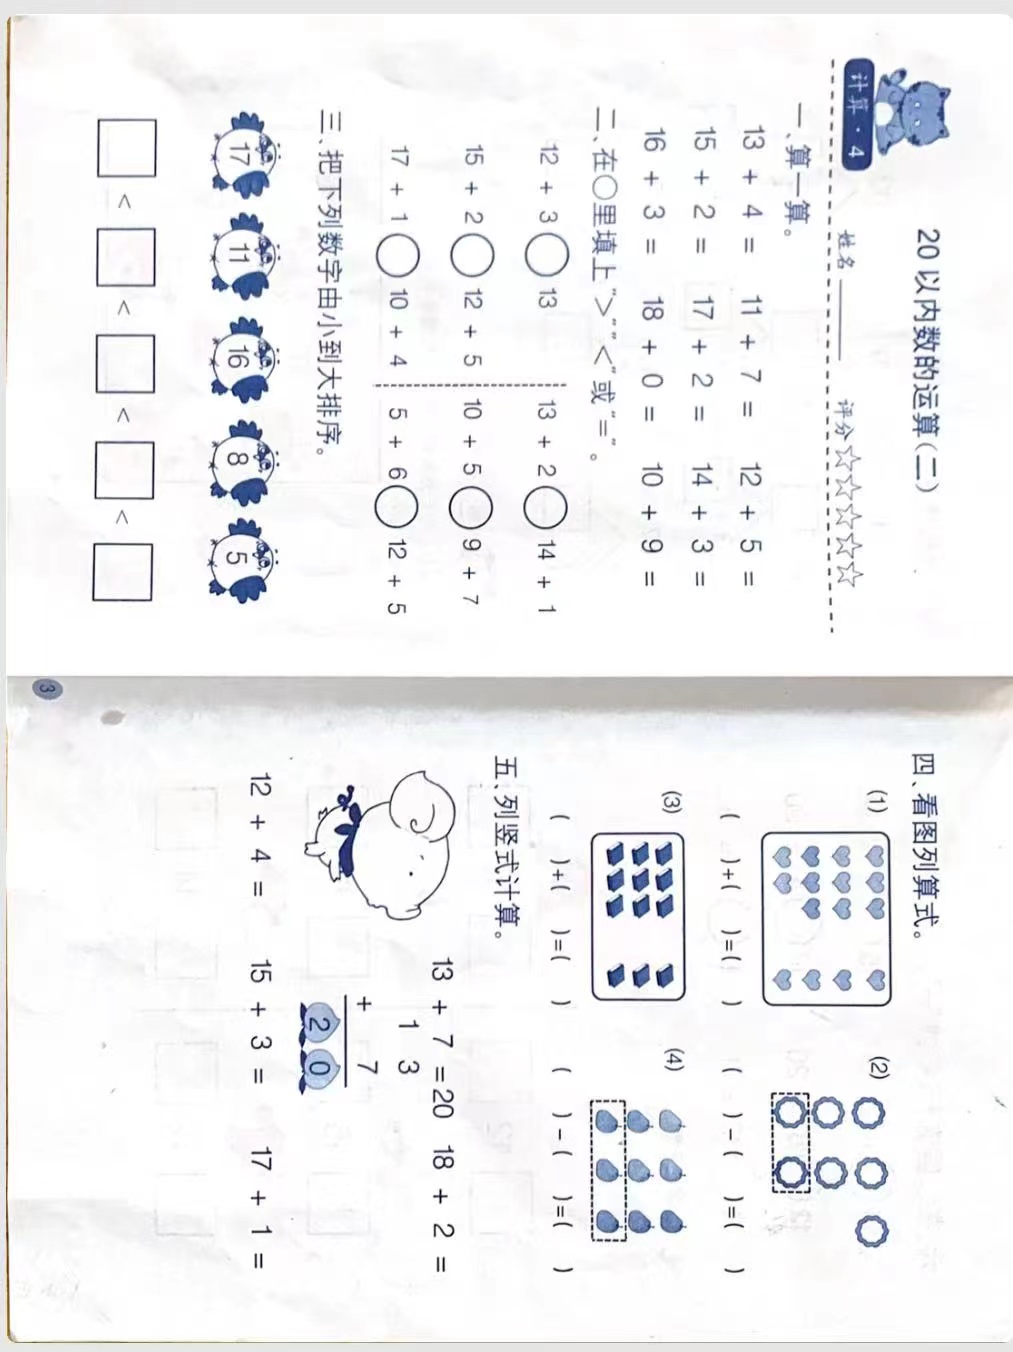 计算·4
20以内数的运算(二)
姓名 评分☆☆☆☆☆
一、算一算。
13 + 4 = 11 + 7 = 12 + 5 =
15 + 2 = 17 + 2 = 14 + 3 =
16 + 3 = 18 + 0 = 10 + 9 =
二、在○里填上“>”“<”或“=”。
12 + 3○13 13 + 2○14 + 1
15 + 2○12 + 5 10 + 5○9 + 7
17 + 1○10 + 4 5 + 6○12 + 5
三、把下列数字由小到大排序。
17 11 16 8 5
□<□<□<□<□
3
四、看图列算式。
(1) (2)
( )+( )=( ) ( )-( )=( )
(3) (4)
( )+( )=( ) ( )-( )=( )
五、列竖式计算。
13 + 7 = 20 18 + 2 =
1 3
+ 7
2 0
12 + 4 = 15 + 3 = 17 + 1 =